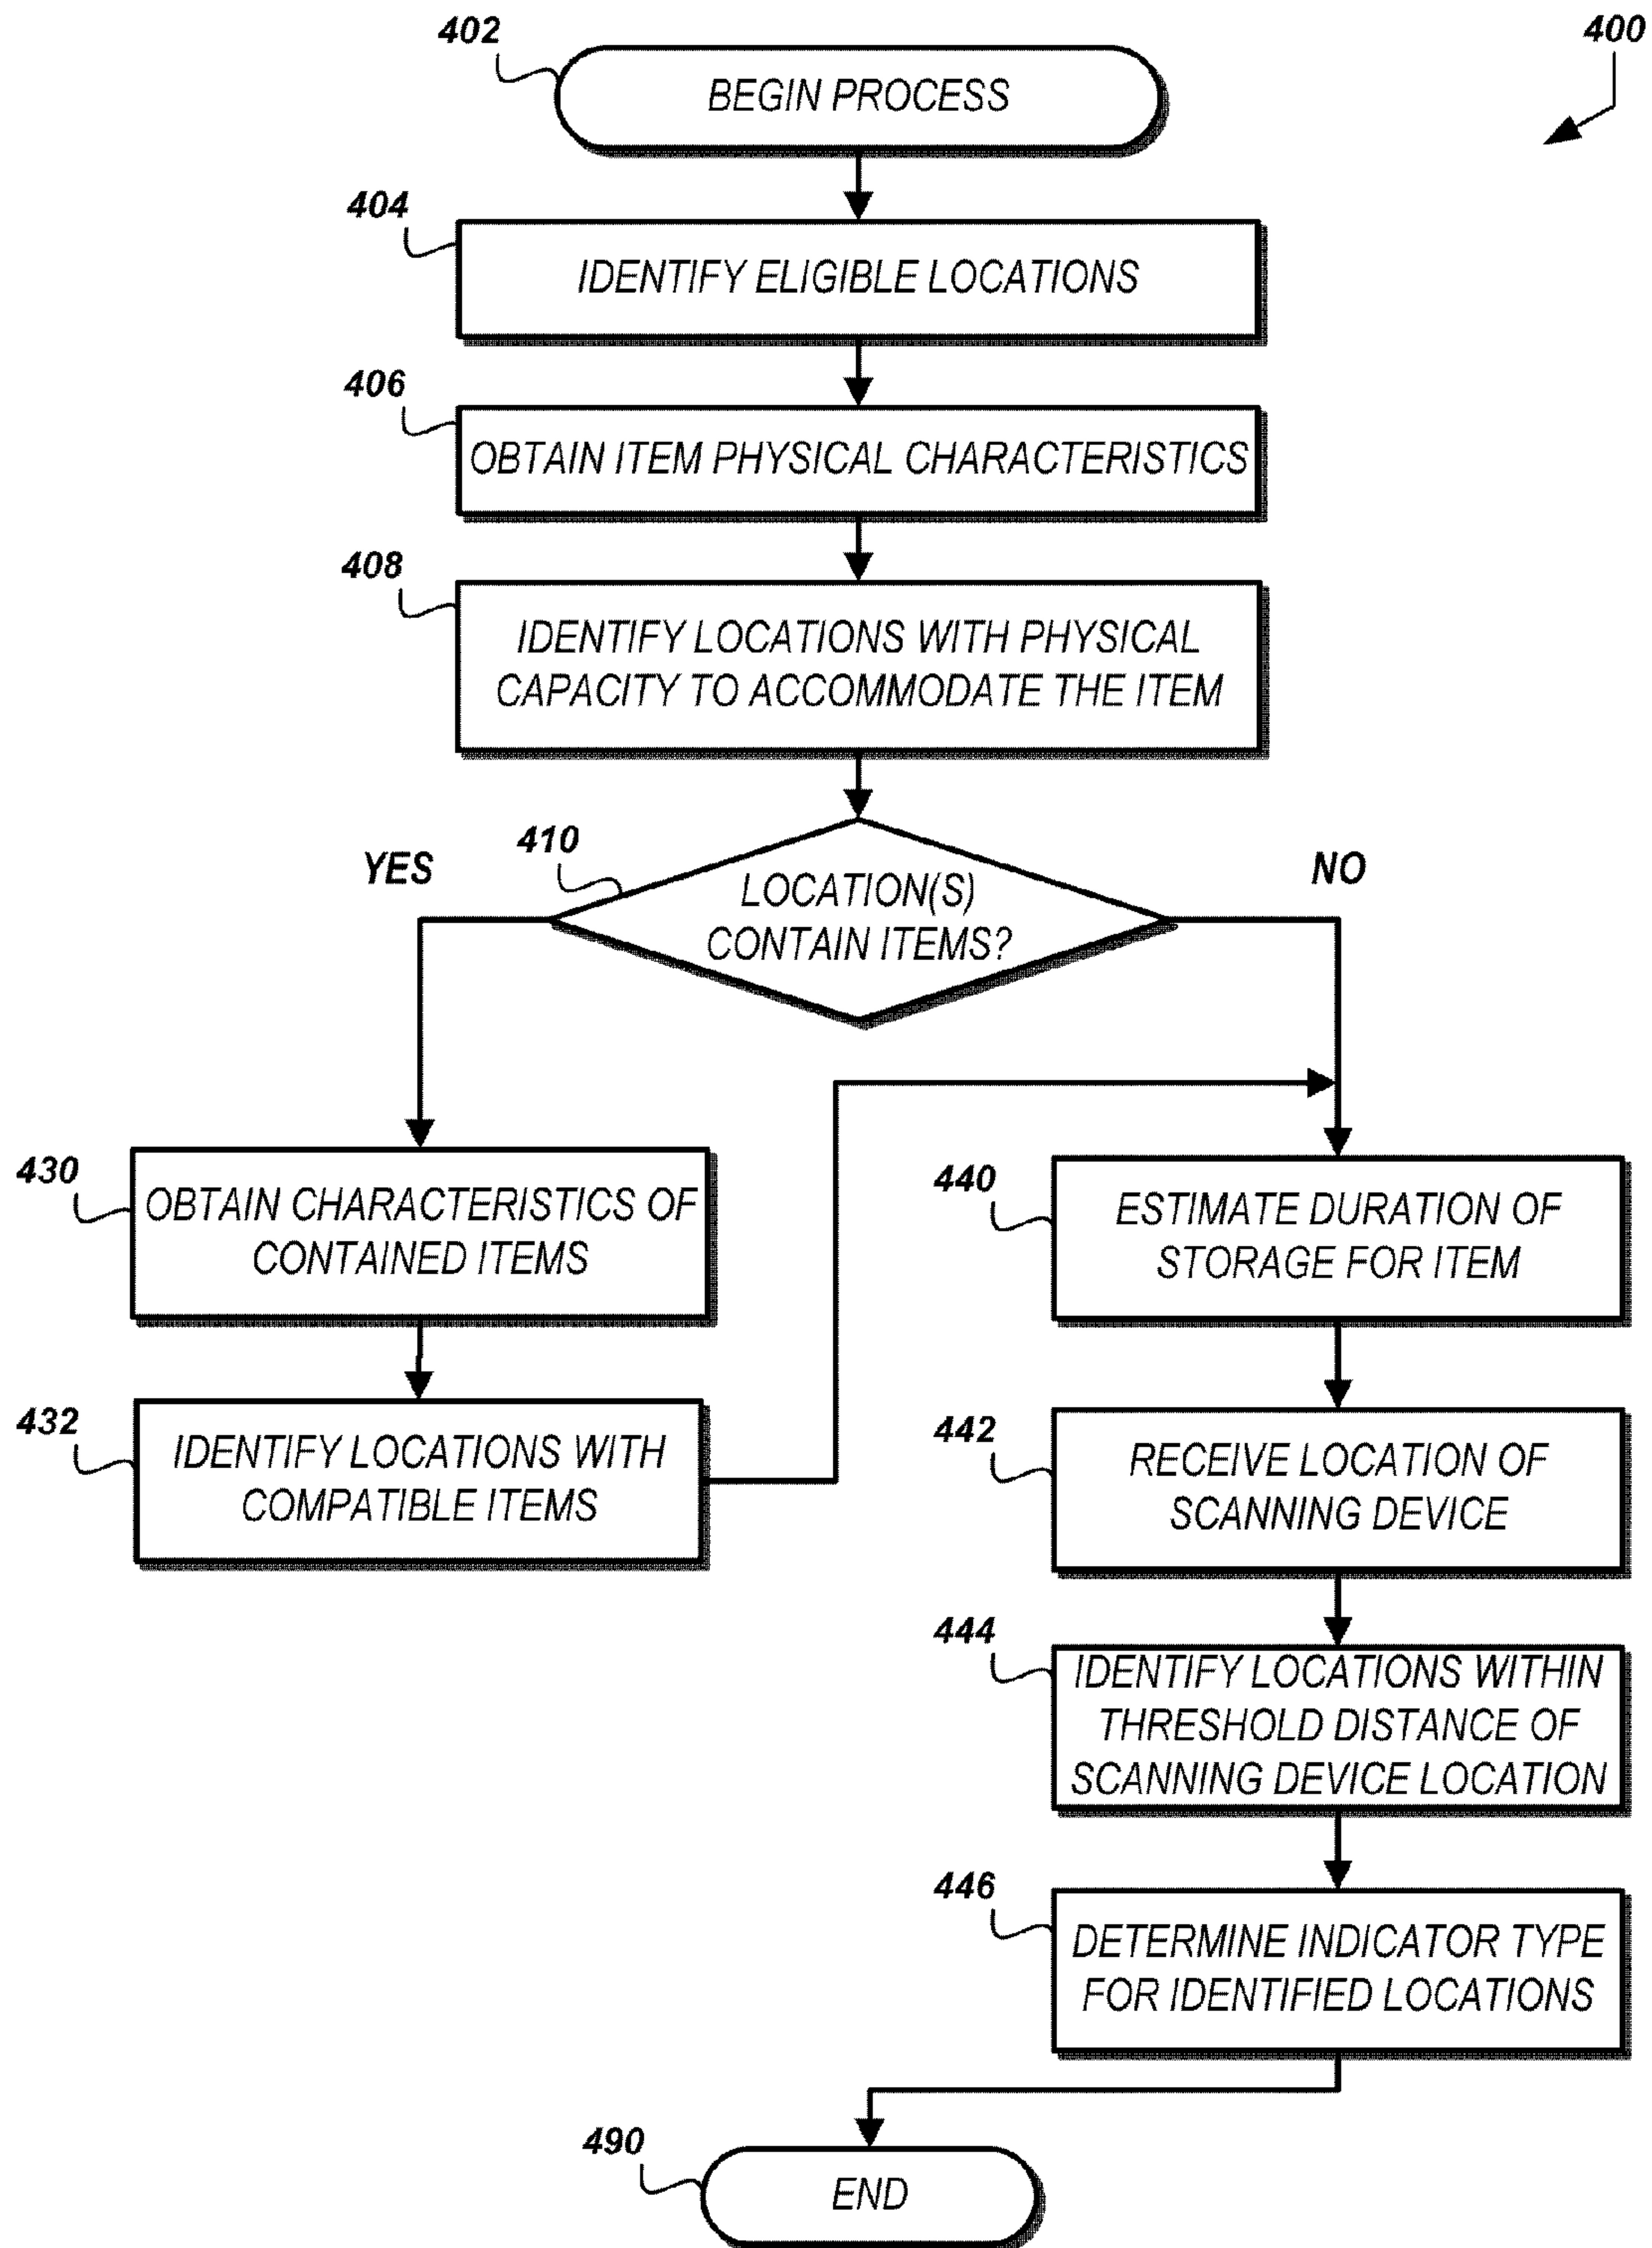 402
400
BEGIN PROCESS
404
IDENTIFY ELIGIBLE LOCATIONS
406
OBTAIN ITEM PHYSICAL CHARACTERISTICS
408
IDENTIFY LOCATIONS WITH PHYSICAL
CAPACITY TO ACCOMMODATE THE ITEM
410
YES
NO
LOCATION(S)
CONTAIN ITEMS?
430
OBTAIN CHARACTERISTICS OF
CONTAINED ITEMS
432
IDENTIFY LOCATIONS WITH
COMPATIBLE ITEMS
440
ESTIMATE DURATION OF
STORAGE FOR ITEM
442
RECEIVE LOCATION OF
SCANNING DEVICE
444
IDENTIFY LOCATIONS WITHIN
THRESHOLD DISTANCE OF
SCANNING DEVICE LOCATION
446
DETERMINE INDICATOR TYPE
FOR IDENTIFIED LOCATIONS
490
END